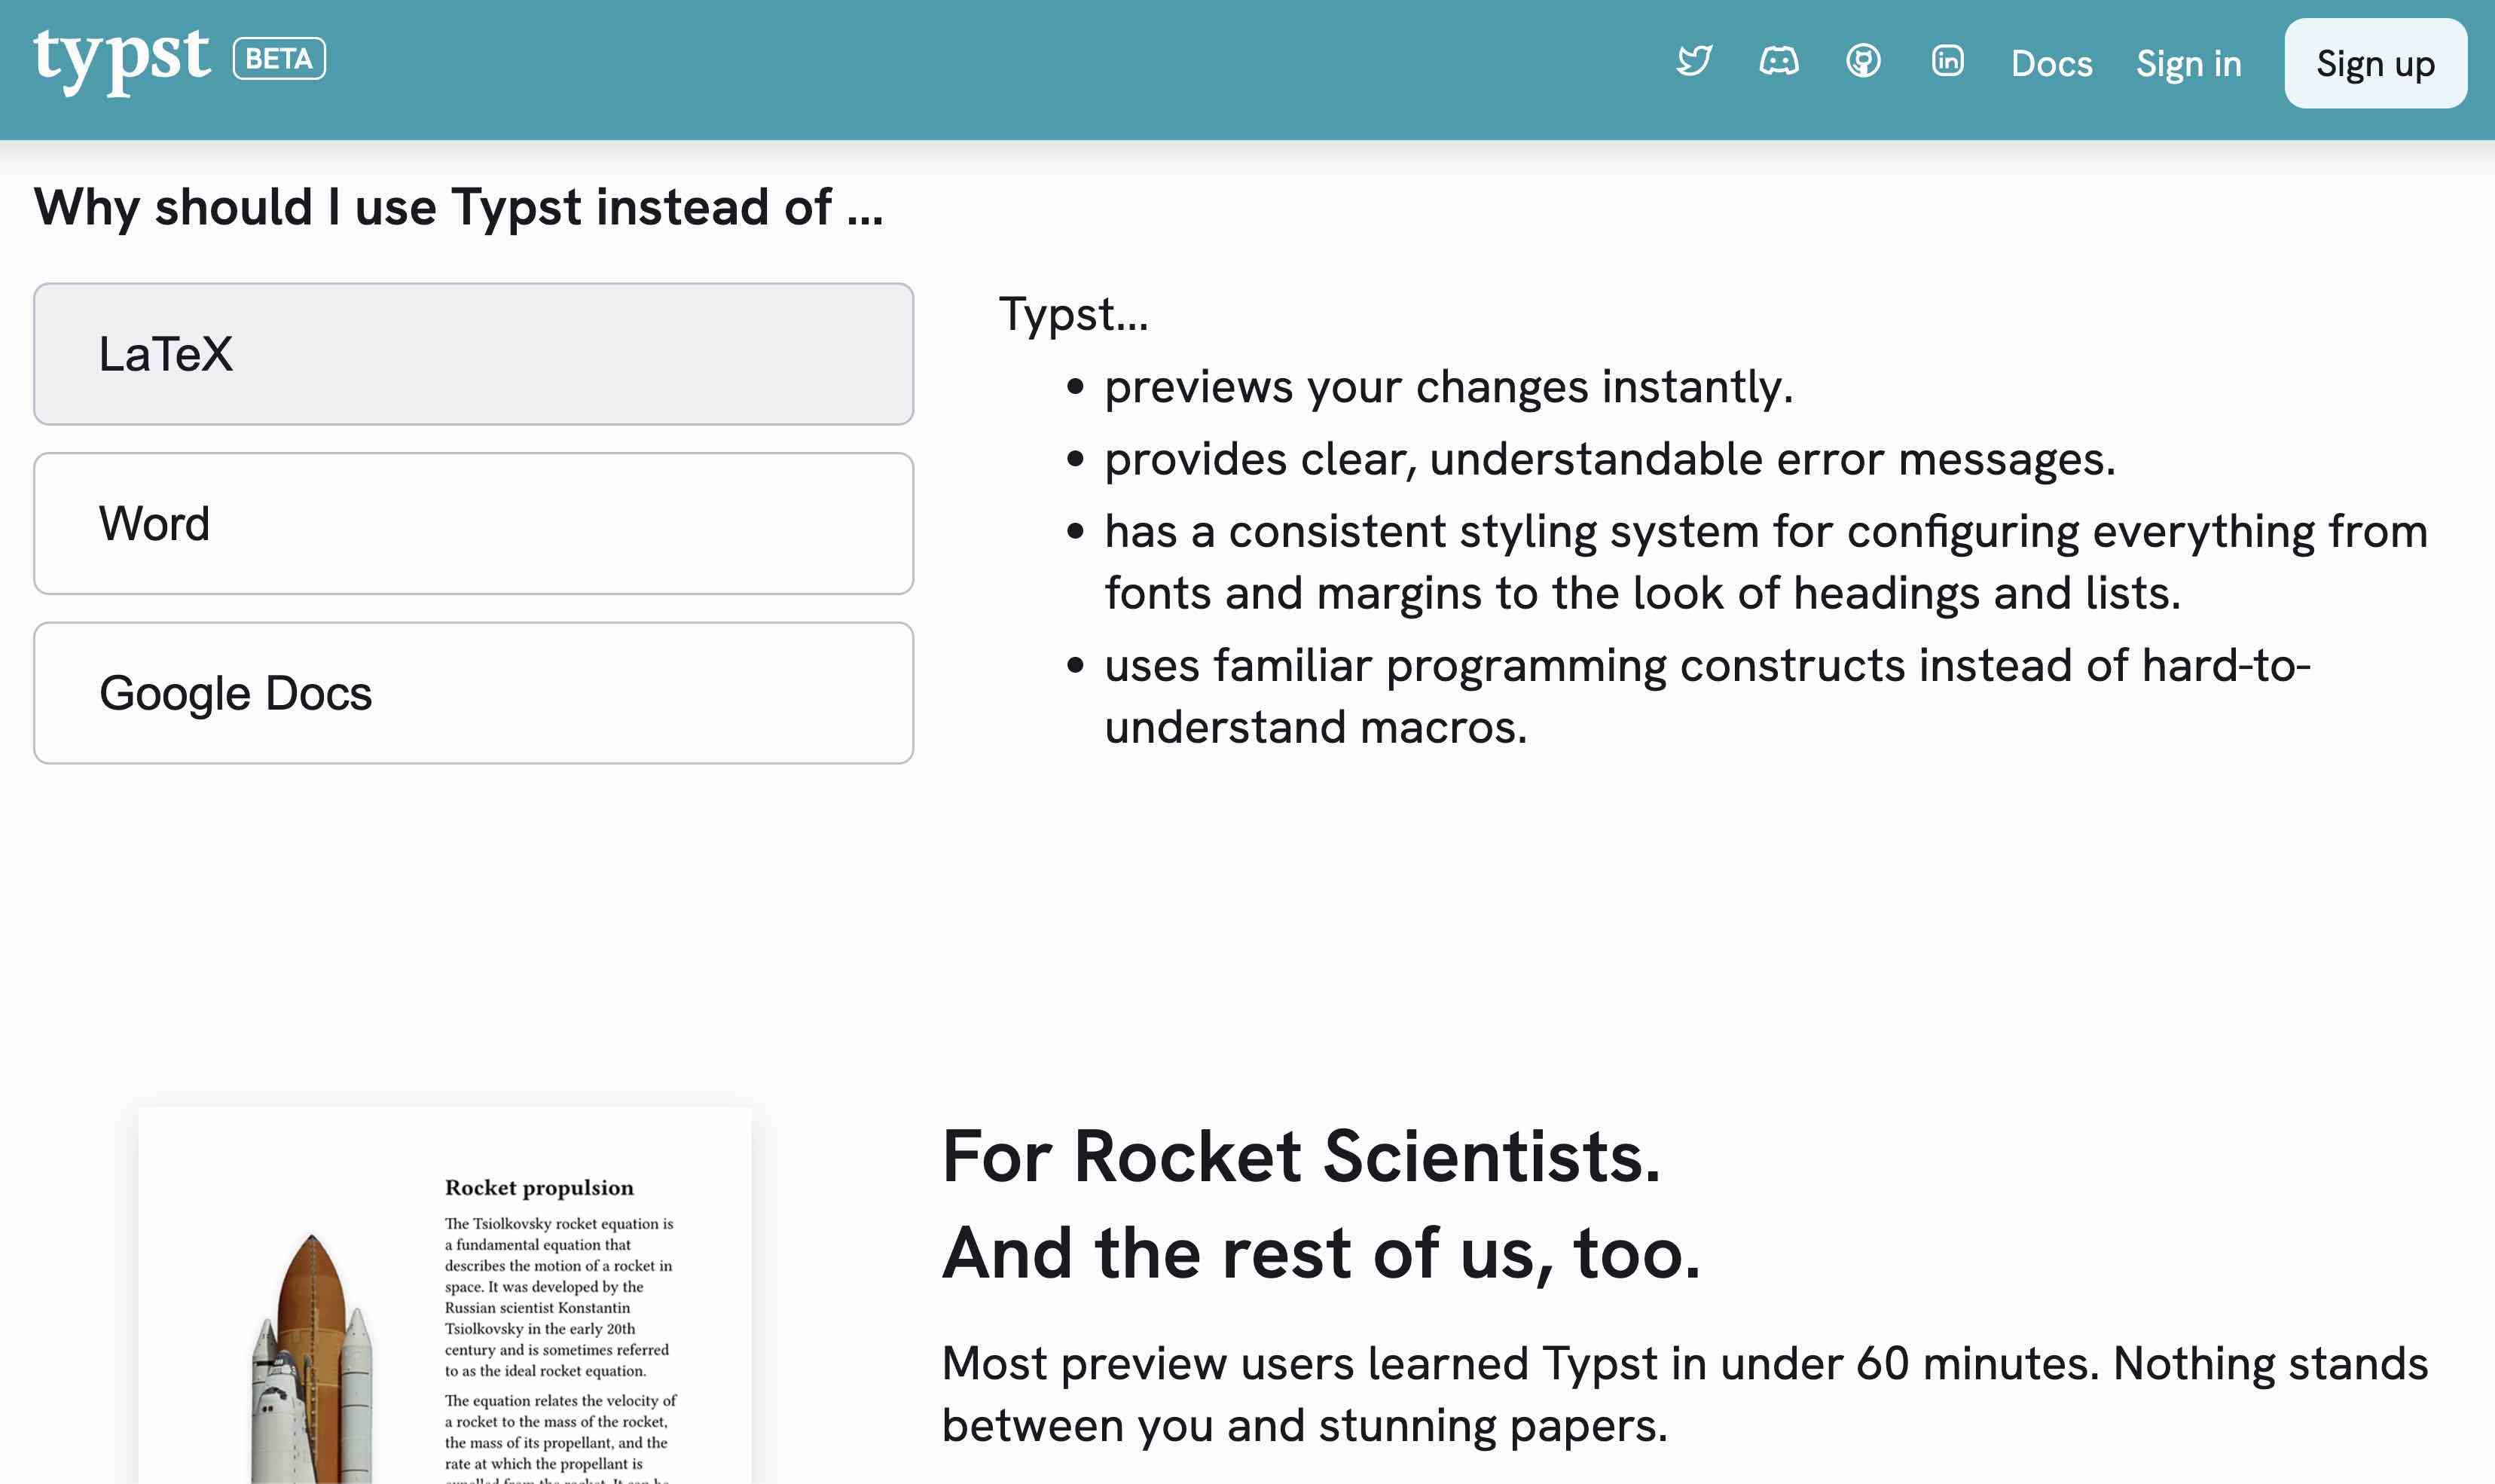 typst BETA
Docs Sign in Sign up
Why should I use Typst instead of ...
LaTeX
Word
Google Docs
Typst...
• previews your changes instantly.
• provides clear, understandable error messages.
• has a consistent styling system for configuring everything from
fonts and margins to the look of headings and lists.
• uses familiar programming constructs instead of hard-to-
understand macros.
Rocket propulsion
The Tsiolkovsky rocket equation is
a fundamental equation that
describes the motion of a rocket in
space. It was developed by the
Russian scientist Konstantin
Tsiolkovsky in the early 20th
century and is sometimes referred
to as the ideal rocket equation.
The equation relates the velocity of
a rocket to the mass of the rocket,
the mass of its propellant, and the
rate at which the propellant is
For Rocket Scientists.
And the rest of us, too.
Most preview users learned Typst in under 60 minutes. Nothing stands
between you and stunning papers.